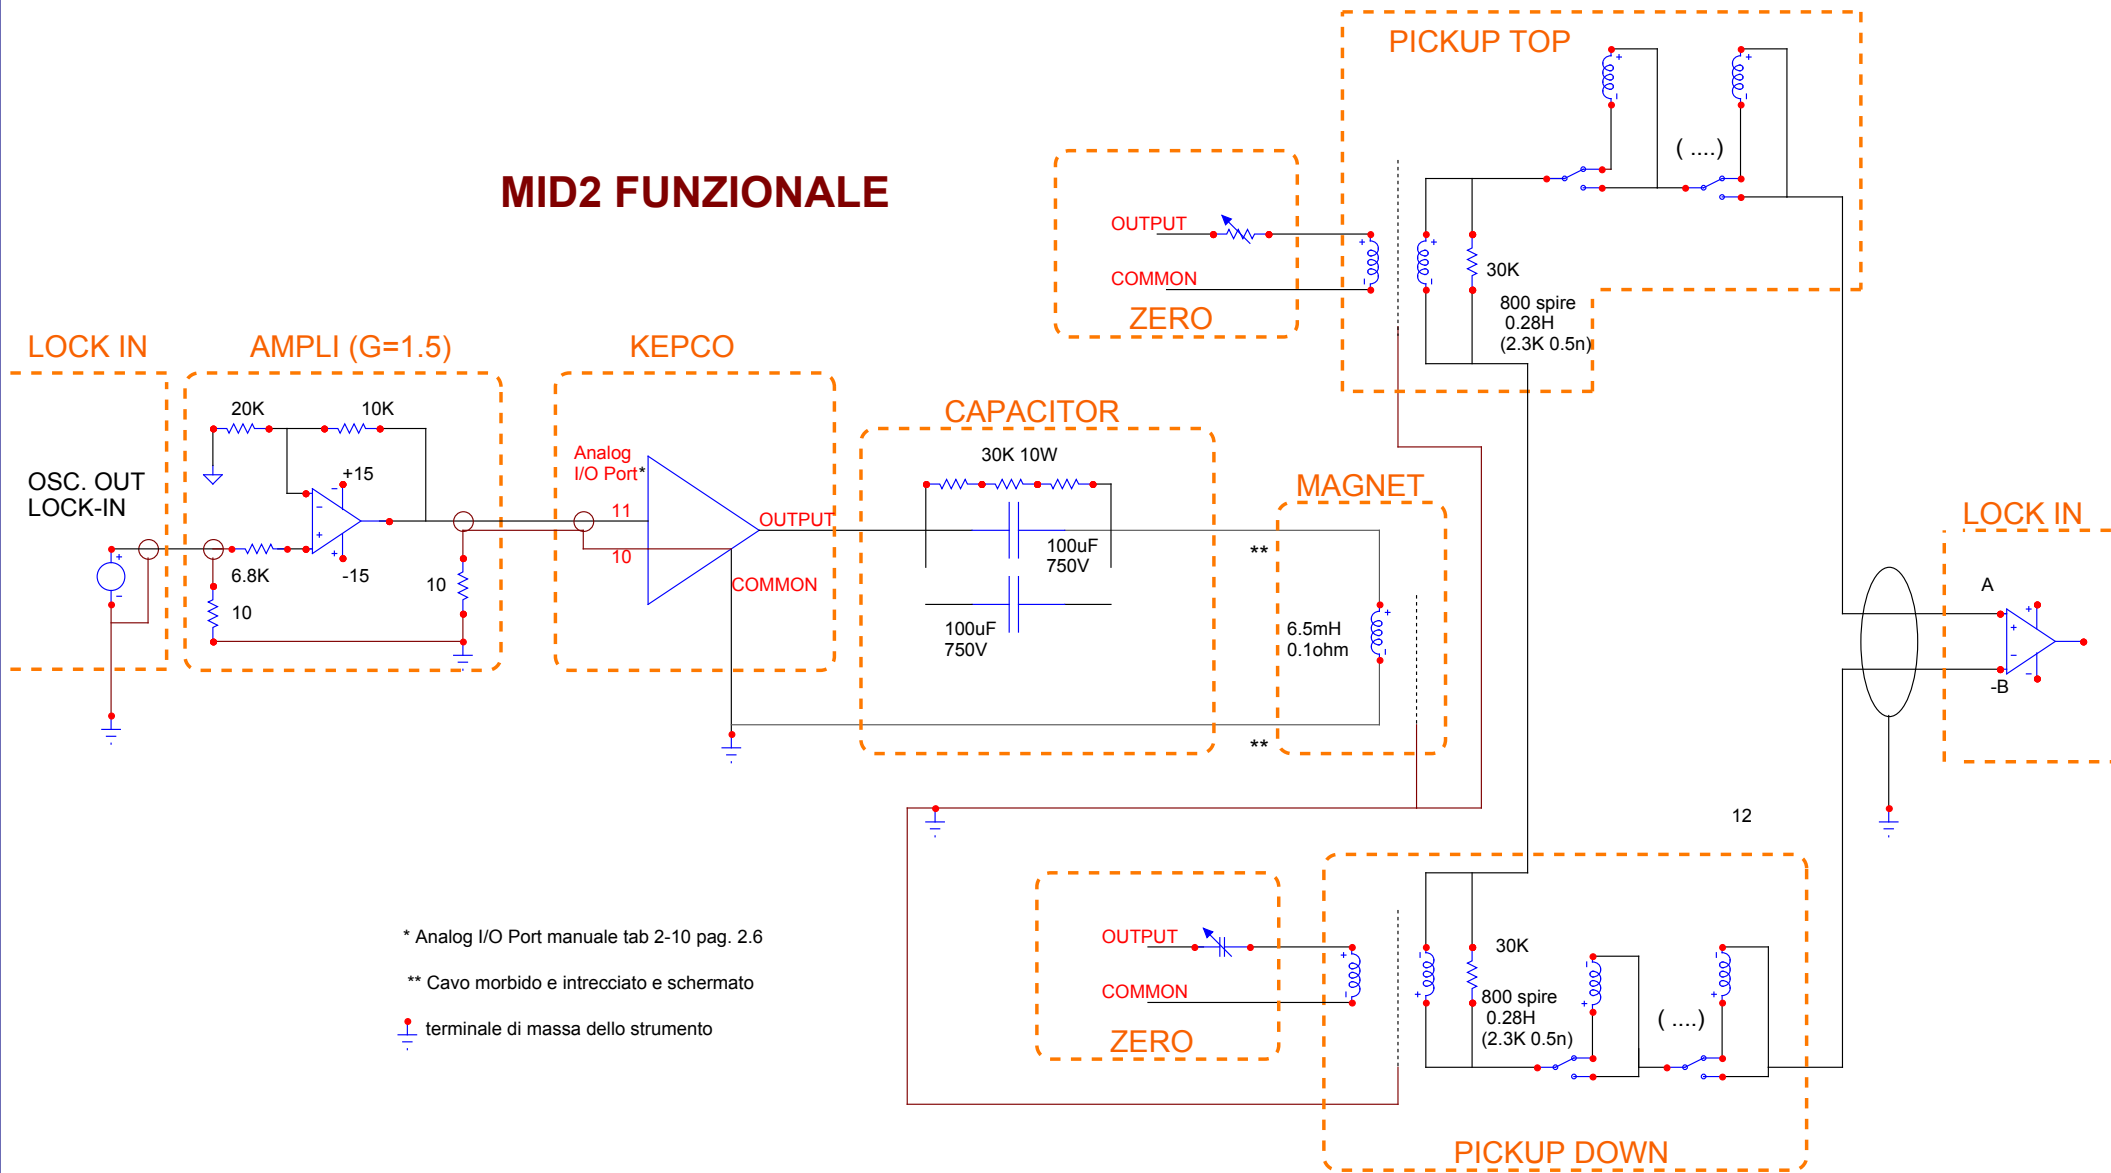 PICKUP TOP
( ....)
MID2 FUNZIONALE
OUTPUT
COMMON
ZERO
+
-
+
-
+
-
+
-
30K
800 spire
0.28H
(2.3K 0.5n)
LOCK IN
OSC. OUT
LOCK-IN
+
-
AMPLI (G=1.5)
20K
10K
+15
-15
6.8K
10
10
KEPCO
Analog
I/O Port*
11
10
OUTPUT
COMMON
CAPACITOR
30K 10W
100uF
750V
100uF
750V
**
**
MAGNET
6.5mH
0.1ohm
+
-
LOCK IN
A
-B
12
* Analog I/O Port manuale tab 2-10 pag. 2.6
** Cavo morbido e intrecciato e schermato
terminale di massa dello strumento
OUTPUT
COMMON
ZERO
30K
800 spire
0.28H
(2.3K 0.5n)
( ....)
PICKUP DOWN